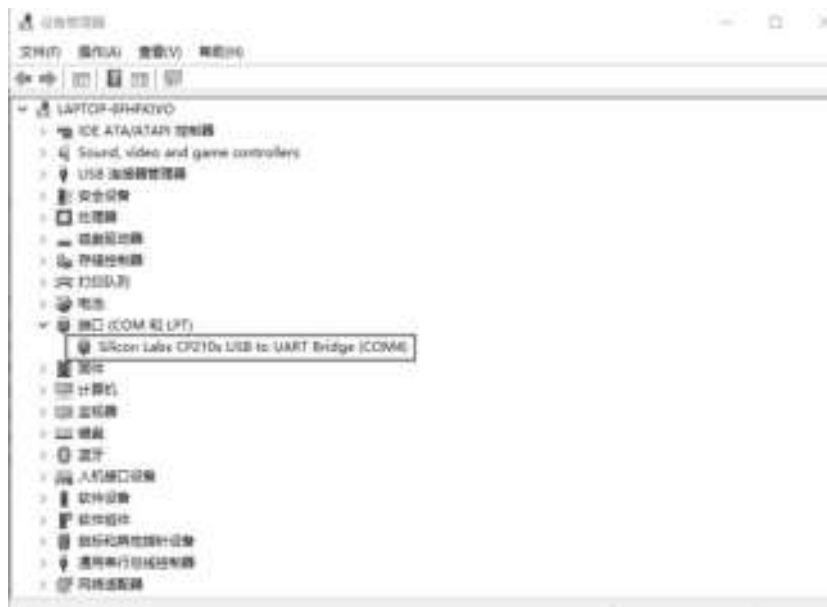 设备管理器
文件(F) 操作(A) 查看(V) 帮助(H)
IDE ATA/ATAPI 控制器
Sound, video and game controllers
USB 连接器管理器
安全设备
处理器
磁盘驱动器
存储控制器
打印队列
电池
端口 (COM 和 LPT)
Silicon Labs CP210x USB to UART Bridge (COM4)
固件
计算机
监视器
键盘
蓝牙
人机接口设备
软件设备
软件组件
鼠标和其他指针设备
通用串行总线控制器
网络适配器